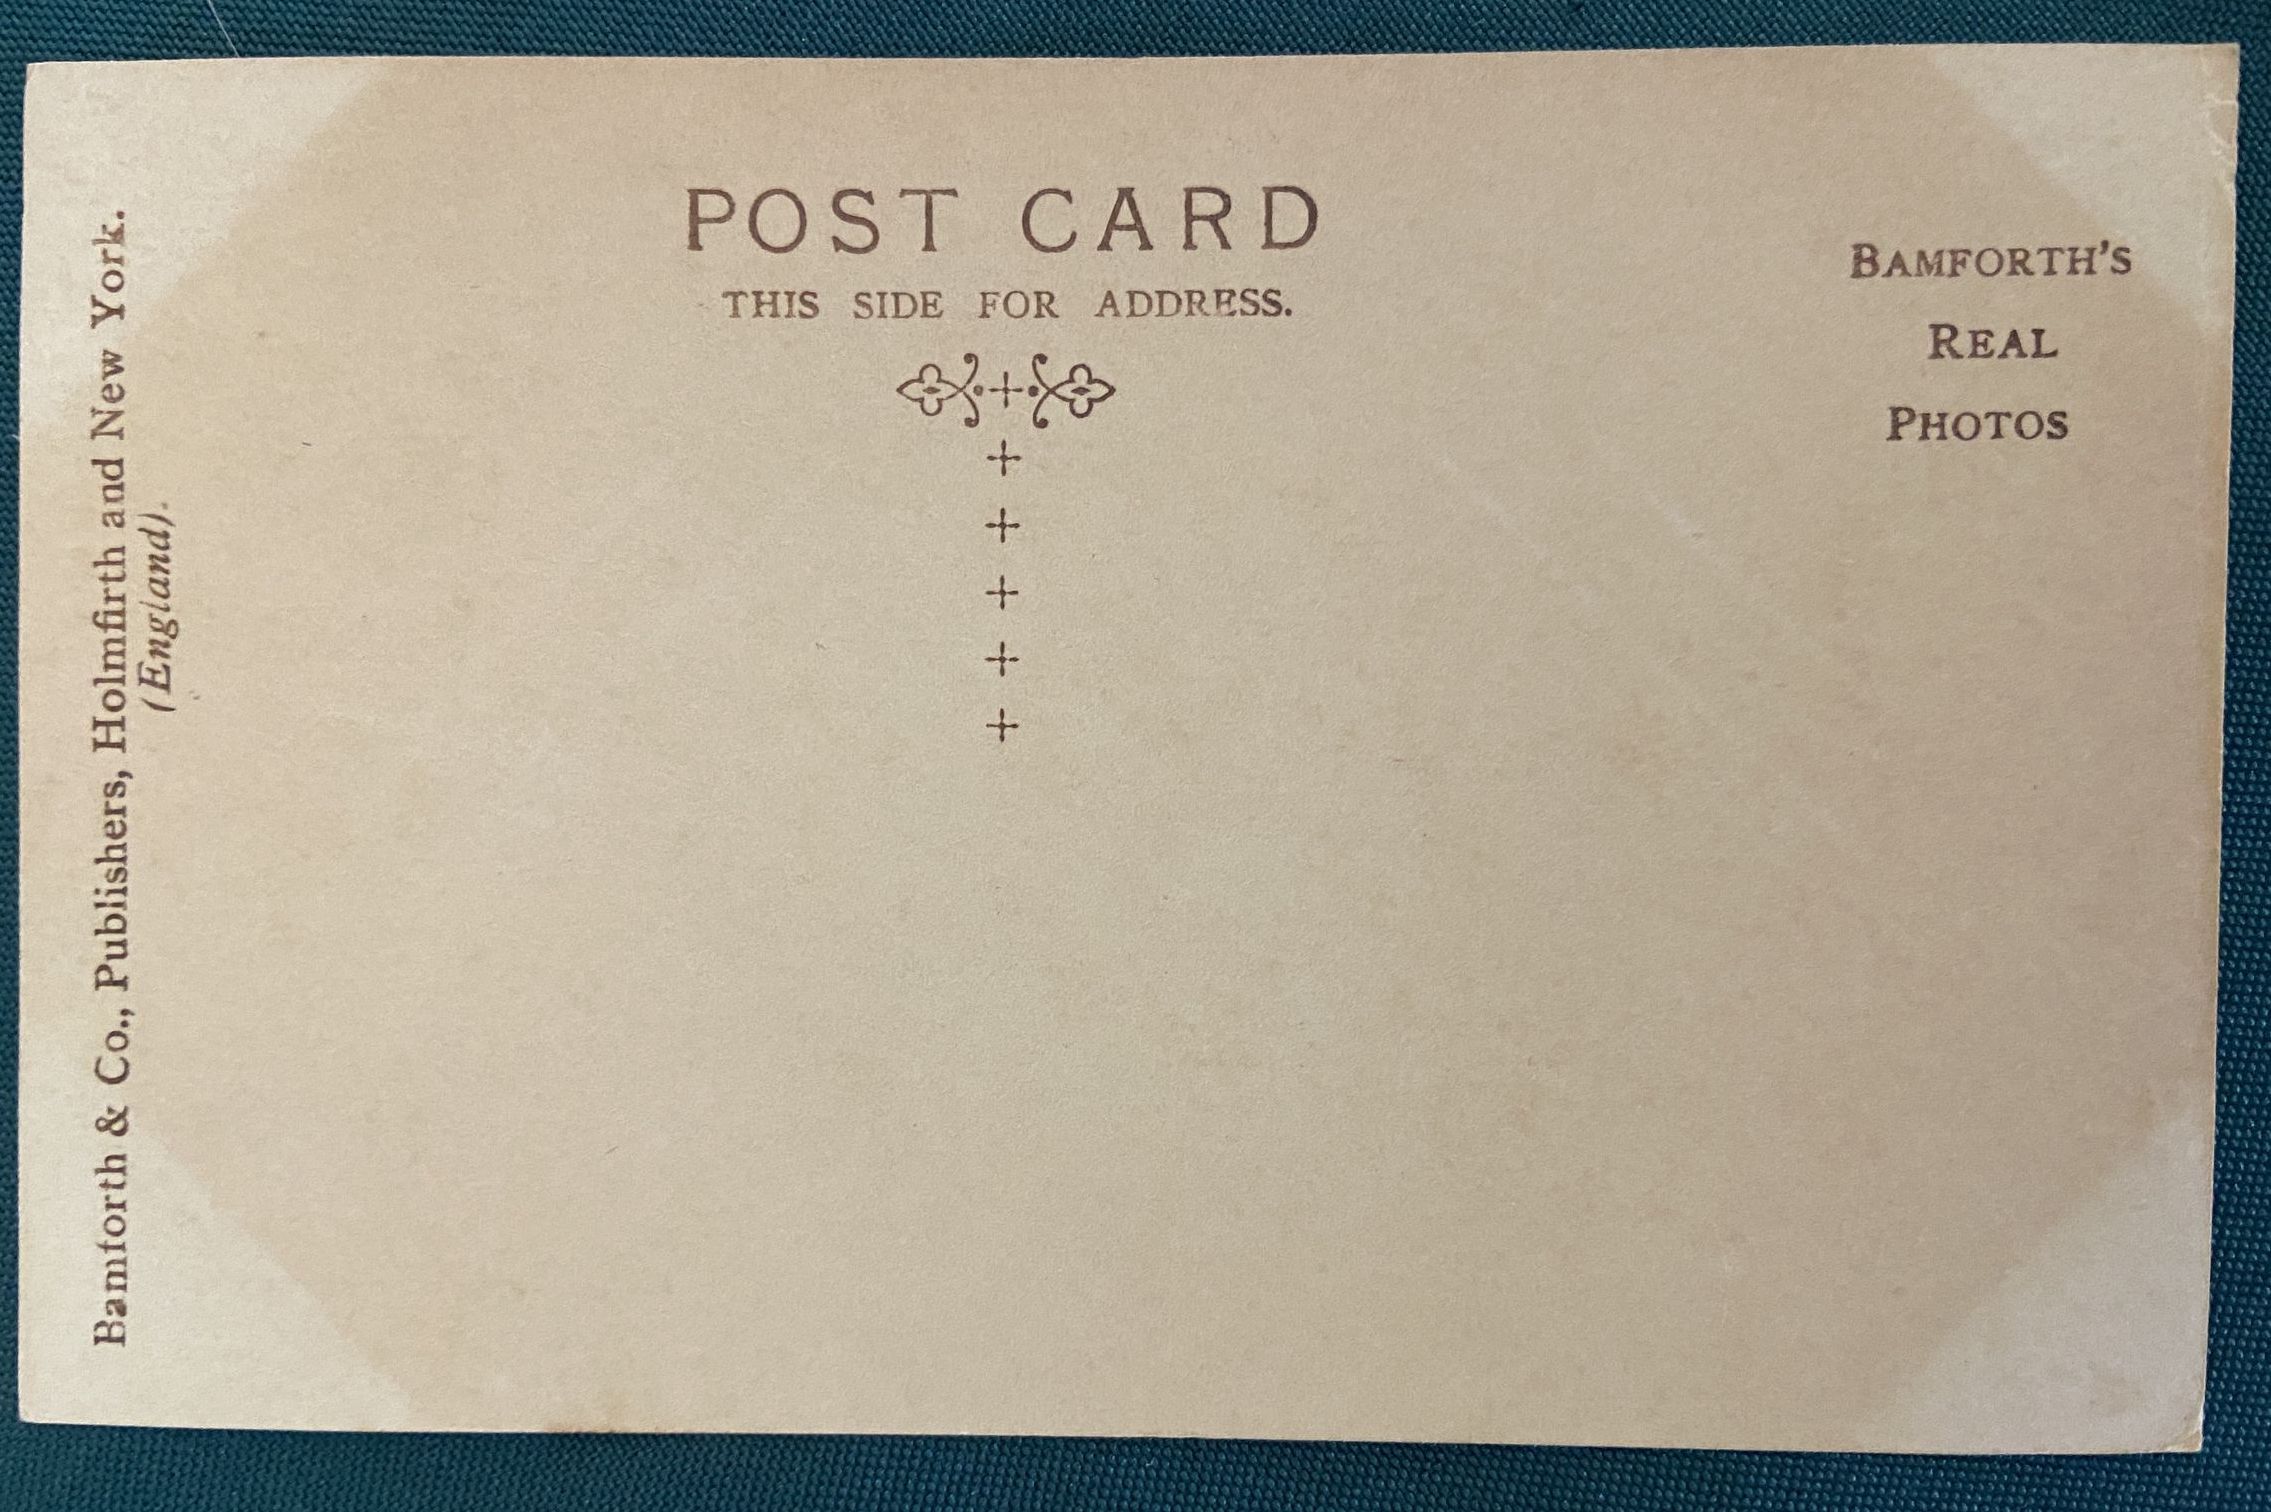 POST CARD
THIS SIDE FOR ADDRESS.
BAMFORTH'S
REAL
PHOTOS
Bamforth & Co., Publishers, Holmfirth and New York.
(England).